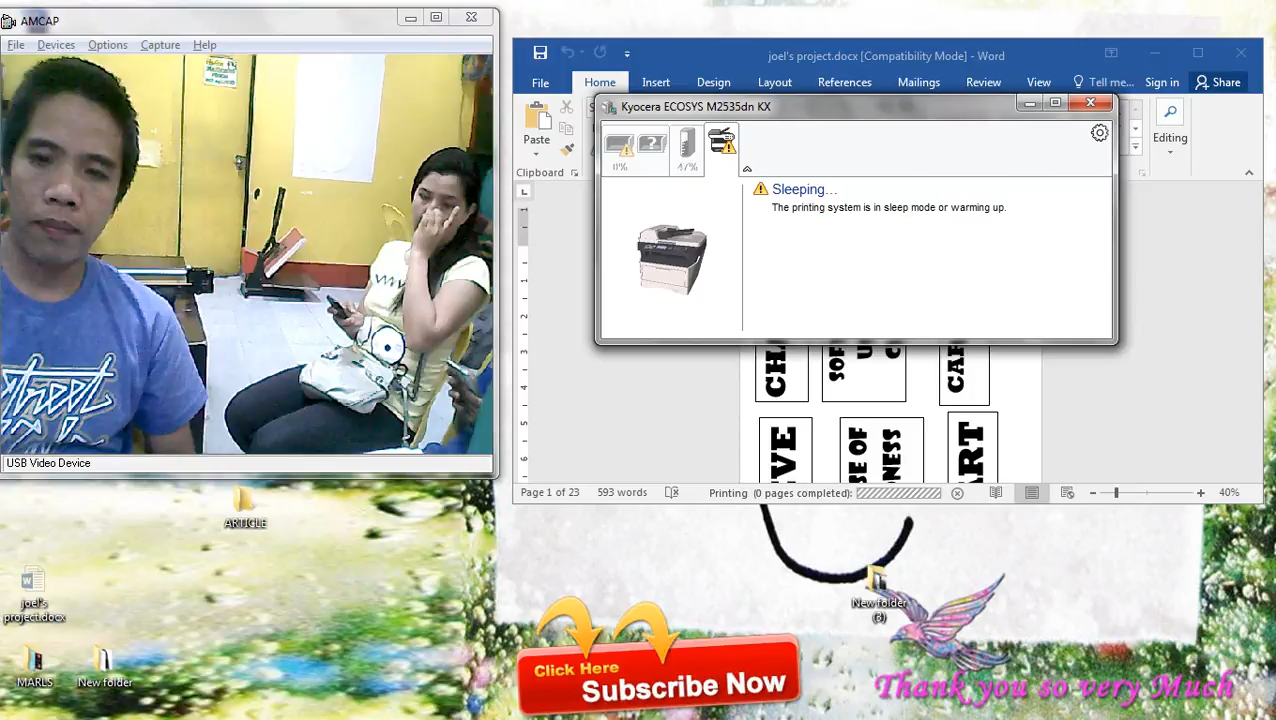 AMCAP
File Devices Options Capture Help
USB Video Device
joel's project.docx [Compatibility Mode] - Word
File Home Insert Design Layout References Mailings Review View Tell me... Sign in Share
Paste
Clipboard
Editing
Kyocera ECOSYS M2535dn KX
0% 47%
Sleeping...
The printing system is in sleep mode or warming up.
Page 1 of 23 593 words Printing (0 pages completed): 40%
ARTICLE
joel's
project.docx
MARLS
New folder
New folder
(3)
Click Here
Subscribe Now
Thank you so very Much